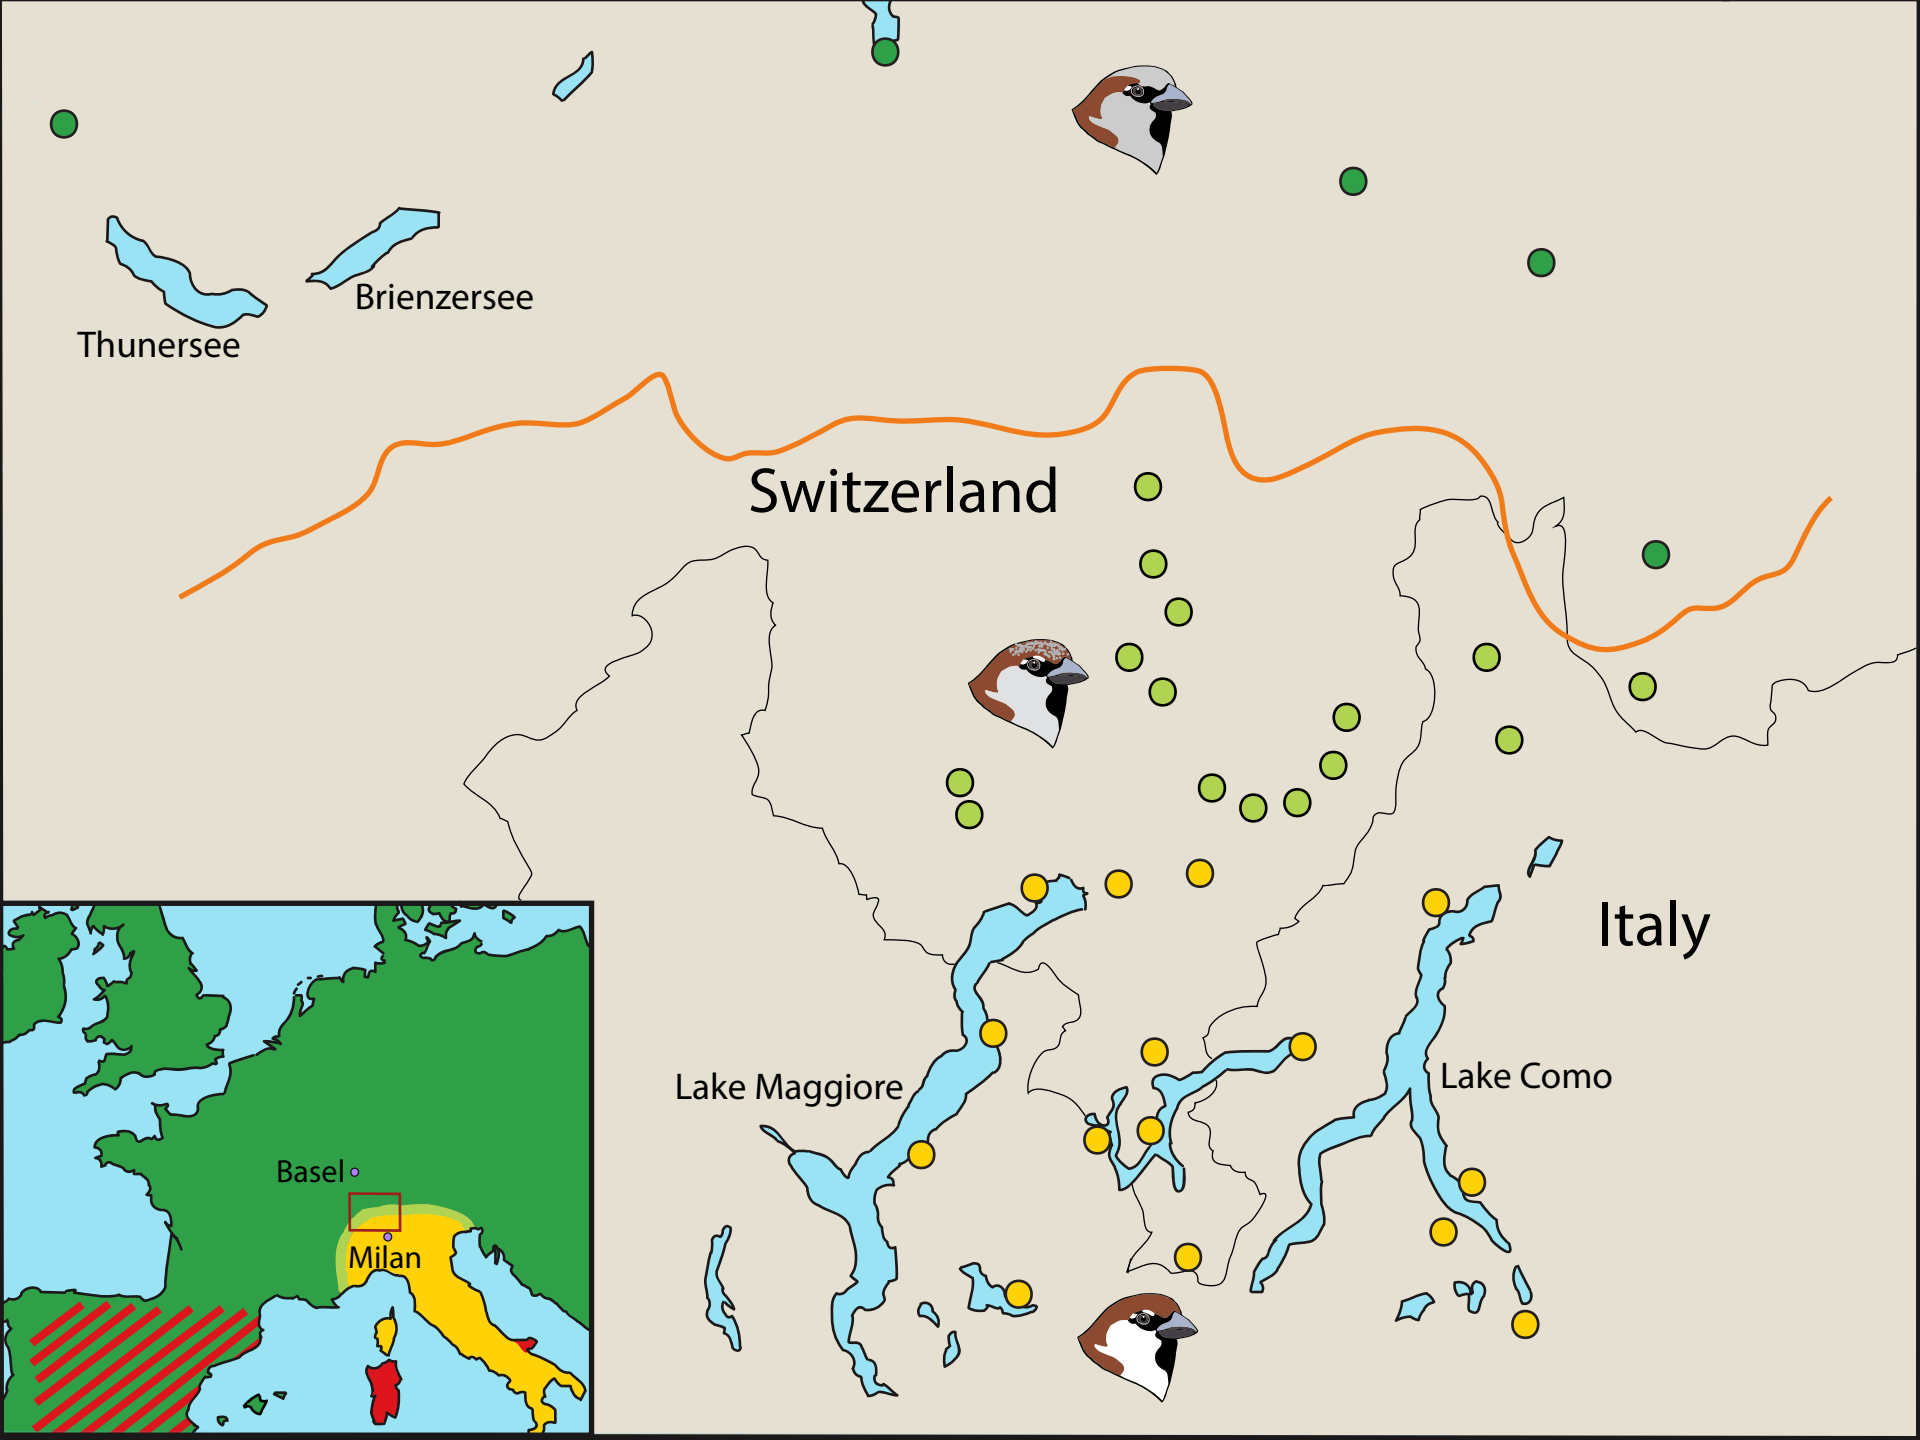 Brienzersee
Thunersee
Switzerland
Italy
Lake Maggiore
Lake Como
Basel
Milan